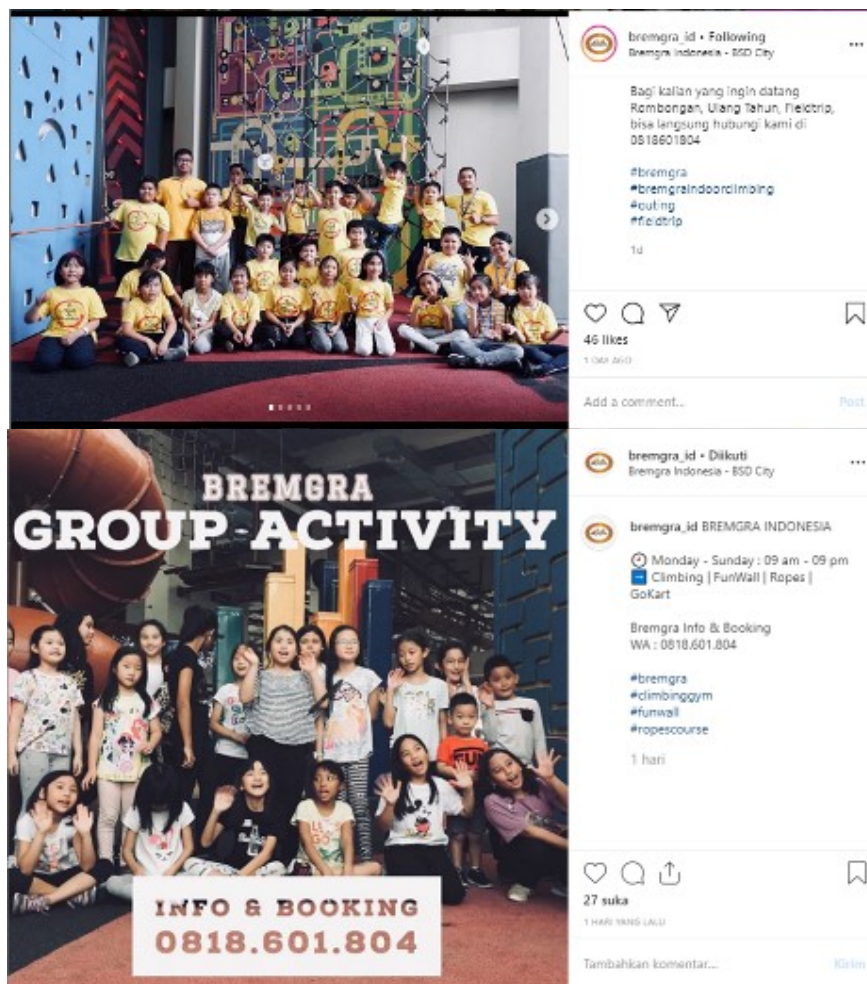 bremgra_id • Following
Bremgra Indonesia - BSD City
Bagi kalian yang ingin datang
Rombongan, Ulang Tahun, Fieldtrip,
bisa langsung hubungi kami di
0818601804
#bremgra
#bremgraindoorclimbing
#outing
#fieldtrip
1d
46 likes
1 DAY AGO
Add a comment...
Post
BREMGRA
GROUP ACTIVITY
INFO & BOOKING
0818.601.804
bremgra_id • Diikuti
Bremgra Indonesia - BSD City
bremgra_id BREMGRA INDONESIA
Monday - Sunday : 09 am - 09 pm
Climbing | FunWall | Ropes |
GoKart
Bremgra Info & Booking
WA : 0818.601.804
#bremgra
#climbinggym
#funwall
#ropescourse
1 hari
27 suka
1 HARI YANG LALU
Tambahkan komentar...
Kirim